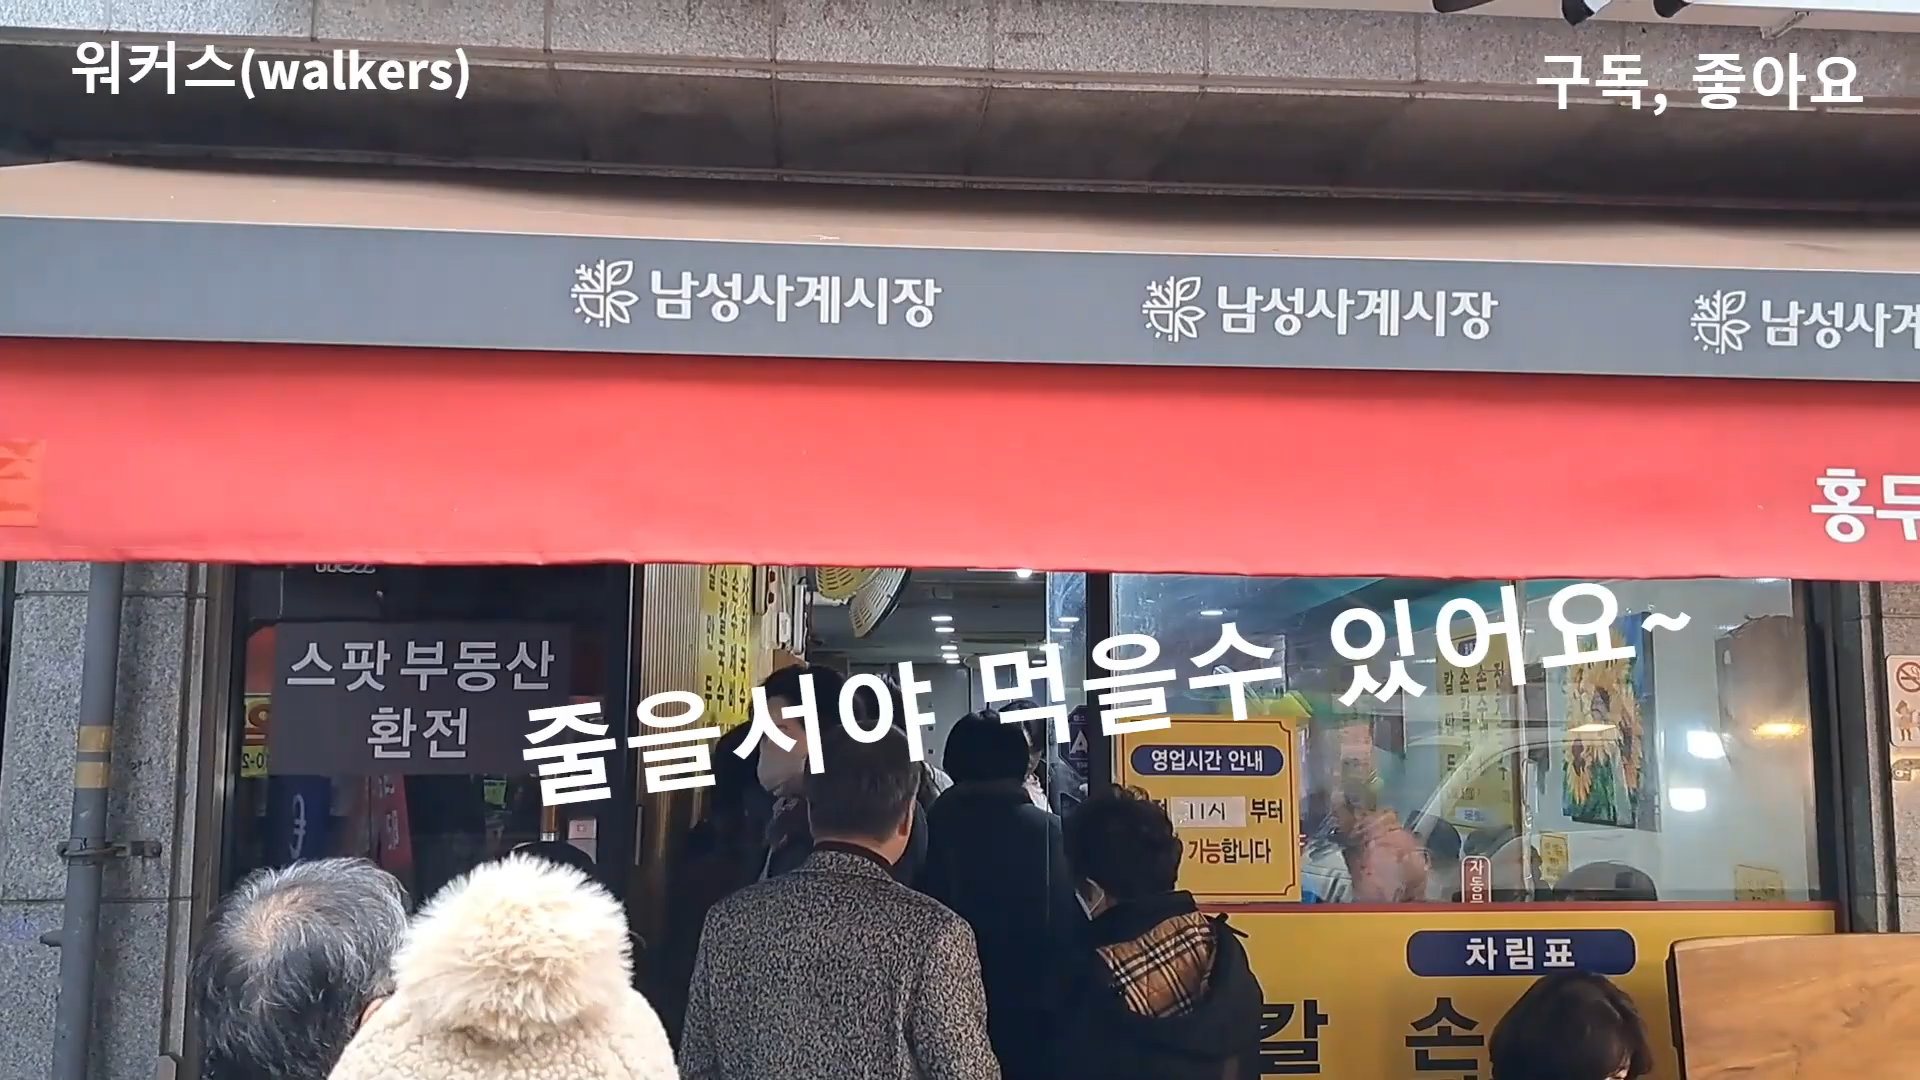 워커스(walkers)
구독, 좋아요
남성사계시장
남성사계시장
남성사계
홍두
스팟부동산
환전
줄을서야 먹을수 있어요~
영업시간 안내
11시 부터
가능합니다
차림표
칼 손